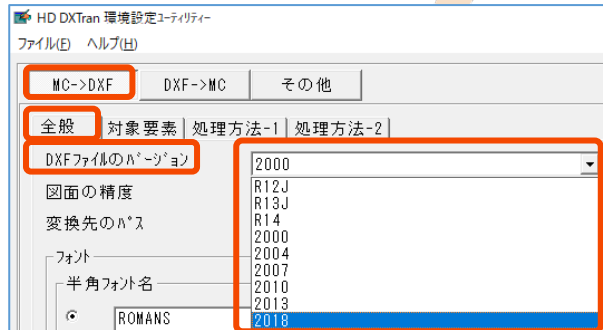 HD DXTran 環境設定ユーティリティー
ファイル(F) ヘルプ(H)
MC->DXF DXF->MC その他
全般 対象要素 処理方法-1 処理方法-2
DXFファイルのバージョン 2000
R12J
図面の精度 R13J
R14
変換先のパス 2000
2004
フォント 2007
半角フォント名 2010
2013
ROMANS 2018